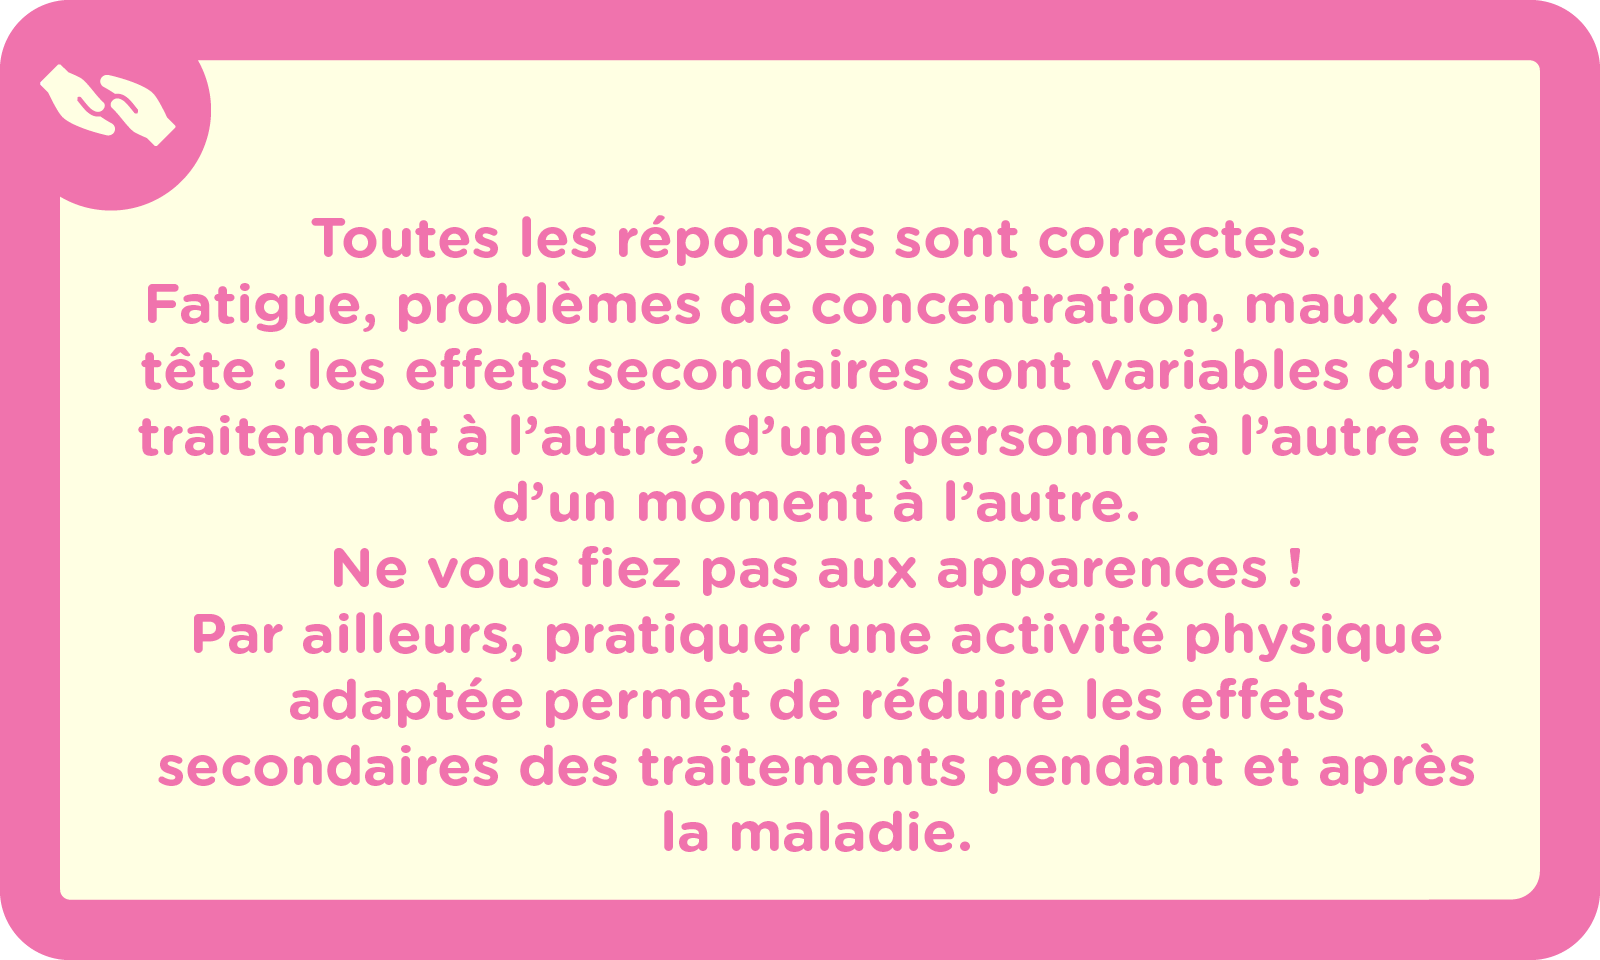 Toutes les réponses sont correctes.
Fatigue, problèmes de concentration, maux de
tête : les effets secondaires sont variables d’un
traitement à l’autre, d’une personne à l’autre et
d’un moment à l’autre.
Ne vous fiez pas aux apparences !
Par ailleurs, pratiquer une activité physique
adaptée permet de réduire les effets
secondaires des traitements pendant et après
la maladie.